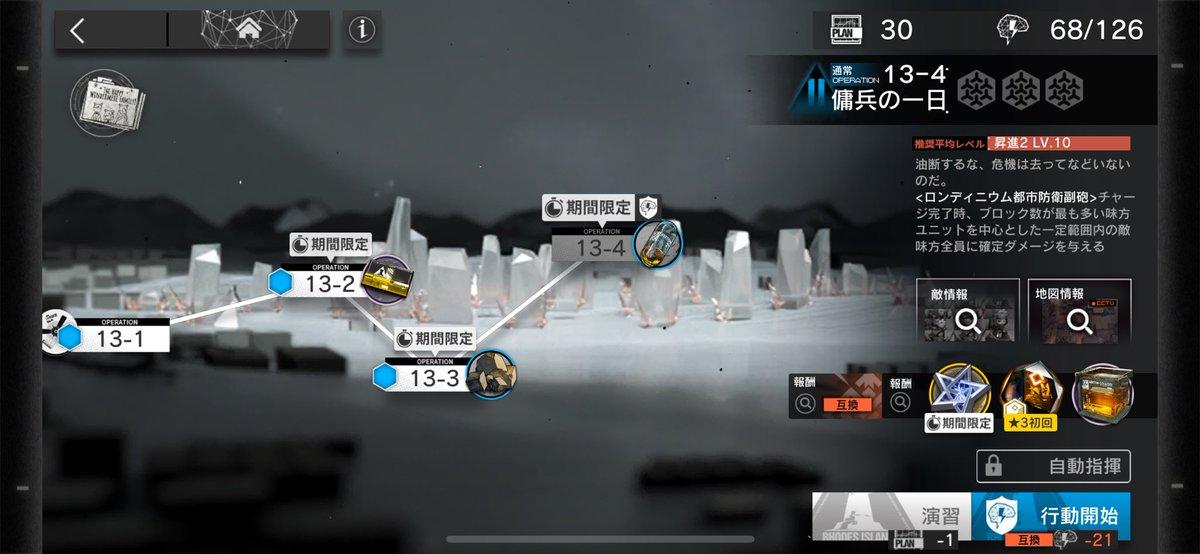 PLAN 30
68/126
THE HAPPY
WONDERMERE FAMILY!
通常
OPERATION 13-4
傭兵の一日
推奨平均レベル 昇進2 LV.10
油断するな、危機は去ってなどいない
のだ。
<ロンディニウム都市防衛副砲>チャー
ジ完了時、ブロック数が最も多い味方
ユニットを中心とした一定範囲内の敵
味方全員に確定ダメージを与える
期間限定
OPERATION
13-4
期間限定
OPERATION
13-2
OPERATION
13-1
期間限定
OPERATION
13-3
敵情報
地図情報
CCTV
報酬
互換
報酬
期間限定
★3初回
自動指揮
演習
RHODES ISLAN
PLAN -1
行動開始
互換 -21